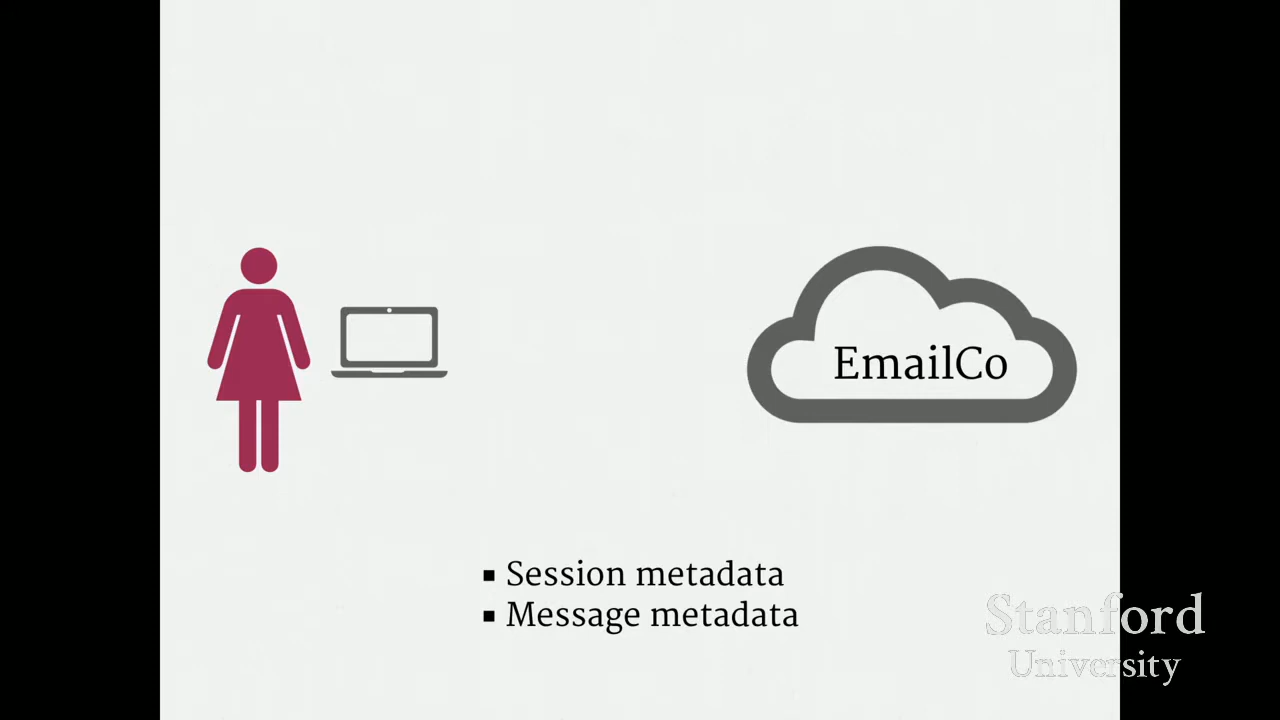 EmailCo
▪ Session metadata
▪ Message metadata
Stanford
University